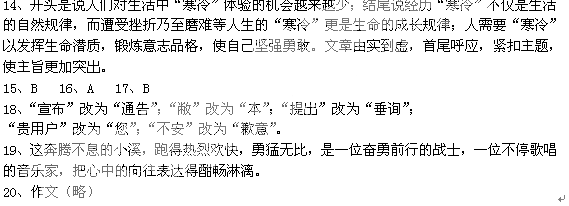 14、开头是说人们对生活中“寒冷”体验的机会越来越少；结尾说经历“寒冷”不仅是生活
的自然规律，而遭受挫折乃至磨难等人生的“寒冷”更是生命的成长规律；人需要“寒冷”
以发挥生命潜质，锻炼意志品格，使自己坚强勇敢。文章由实到虚，首尾呼应，紧扣主题，
使主旨更加突出。
15、B 16、A 17、B
18、“宣布”改为“通告”；“敝”改为“本”；“提出”改为“垂询”；
“贵用户”改为“您”；“不安”改为“歉意”。
19、这奔腾不息的小溪，跑得热烈欢快，勇猛无比，是一位奋勇前行的战士，一位不停歌唱
的音乐家，把心中的向往表达得酣畅淋漓。
20、作文（略）